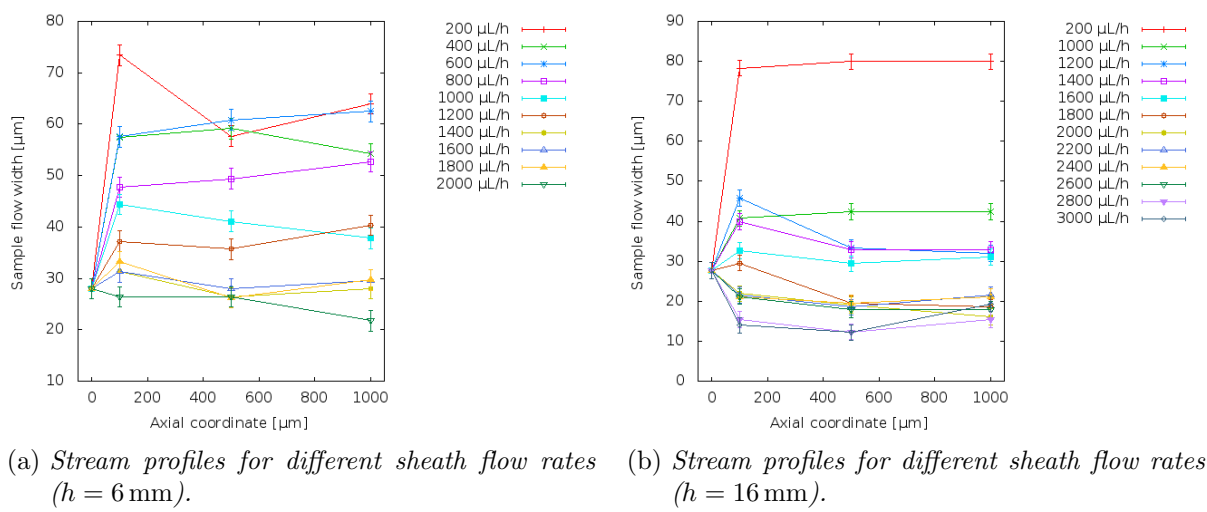 80
70
60
50
40
30
20
10
Sample flow width [µm]
0 200 400 600 800 1000
Axial coordinate [µm]
200 µL/h
400 µL/h
600 µL/h
800 µL/h
1000 µL/h
1200 µL/h
1400 µL/h
1600 µL/h
1800 µL/h
2000 µL/h
(a) Stream profiles for different sheath flow rates
(h = 6 mm).
90
80
70
60
50
40
30
20
10
0
Sample flow width [µm]
0 200 400 600 800 1000
Axial coordinate [µm]
200 µL/h
1000 µL/h
1200 µL/h
1400 µL/h
1600 µL/h
1800 µL/h
2000 µL/h
2200 µL/h
2400 µL/h
2600 µL/h
2800 µL/h
3000 µL/h
(b) Stream profiles for different sheath flow rates
(h = 16 mm).